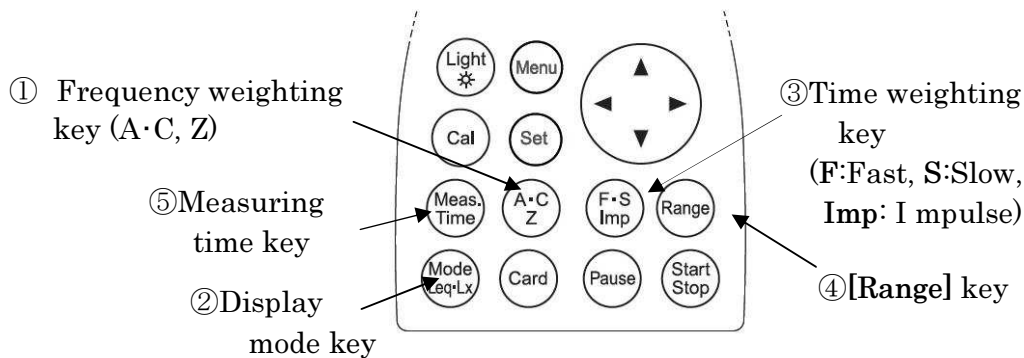 ① Frequency weighting
key (A･C, Z)
⑤Measuring
time key
②Display
mode key
Light
Menu
Cal
Set
Meas.
Time
A･C
Z
F･S
Imp
Range
Mode
Leq･Lx
Card
Pause
Start
Stop
③Time weighting
key
(F:Fast, S:Slow,
Imp: I mpulse)
④[Range] key